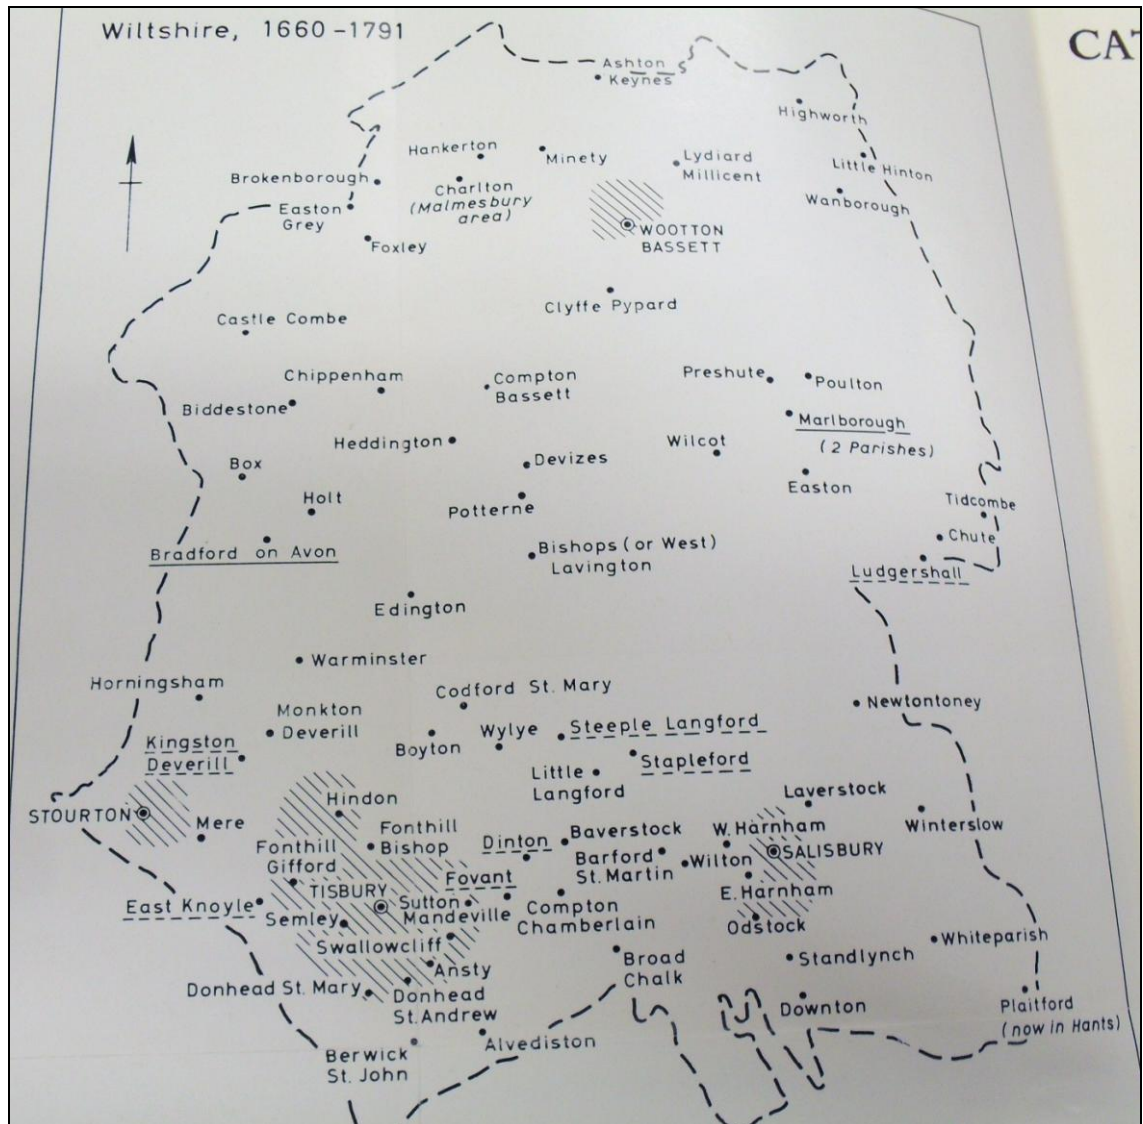 Wiltshire, 1660-1791
CAT
Ashton
Keynes
Highworth
Hankerton
Minety
Lydiard
Millicent
Little Hinton
Brokenborough
Charlton
(Malmesbury
area)
Wanborough
Easton
Grey
WOOTTON
BASSETT
Foxley
Clyffe Pypard
Castle Combe
Chippenham
Compton
Bassett
Preshute
Poulton
Biddestone
Marlborough
(2 Parishes)
Heddington
Wilcot
Box
Devizes
Easton
Holt
Potterne
Tidcombe
Chute
Bradford on Avon
Bishops (or West)
Lavington
Ludgershall
Edington
Warminster
Horningsham
Codford St. Mary
Monkton
Deverill
Newtontoney
Kingston
Deverill
Boyton
Wylye
Steeple Langford
Stapleford
Little
Langford
STOURTON
Hindon
Laverstock
Mere
Fonthill
Bishop
Winterslow
Fonthill
Gifford
Dinton
Baverstock
W. Harnham
Barford
St. Martin
Wilton
SALISBURY
Fovant
TISBURY
Sutton
Mandeville
E. Harnham
East Knoyle
Semley
Compton
Chamberlain
Odstock
Swallowcliff
Whiteparish
Ansty
Broad
Chalk
Standlynch
Donhead St. Mary
Donhead
St. Andrew
Downton
Plaitford
(now in Hants)
Alvediston
Berwick
St. John